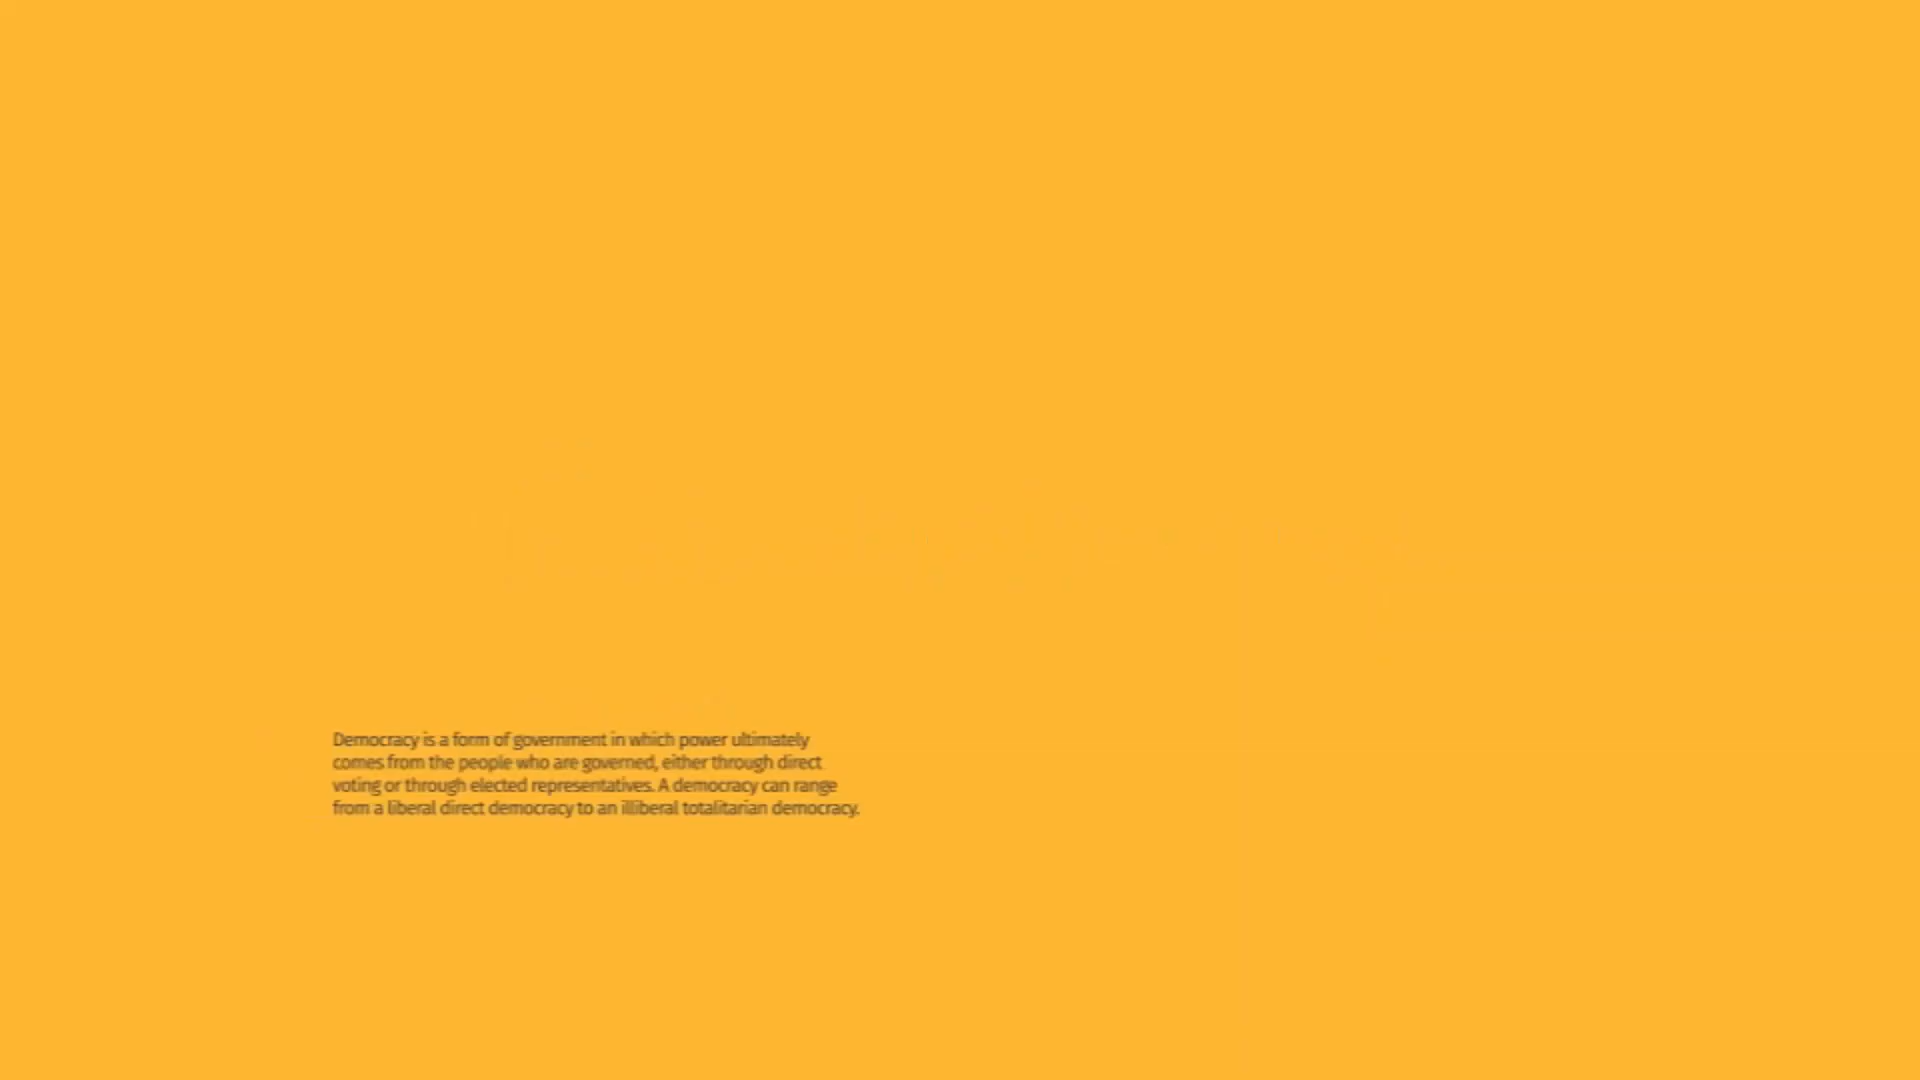 Democracy is a form of government in which power ultimately
comes from the people who are governed, either through direct
voting or through elected representatives. A democracy can range
from a liberal direct democracy to an illiberal totalitarian democracy.